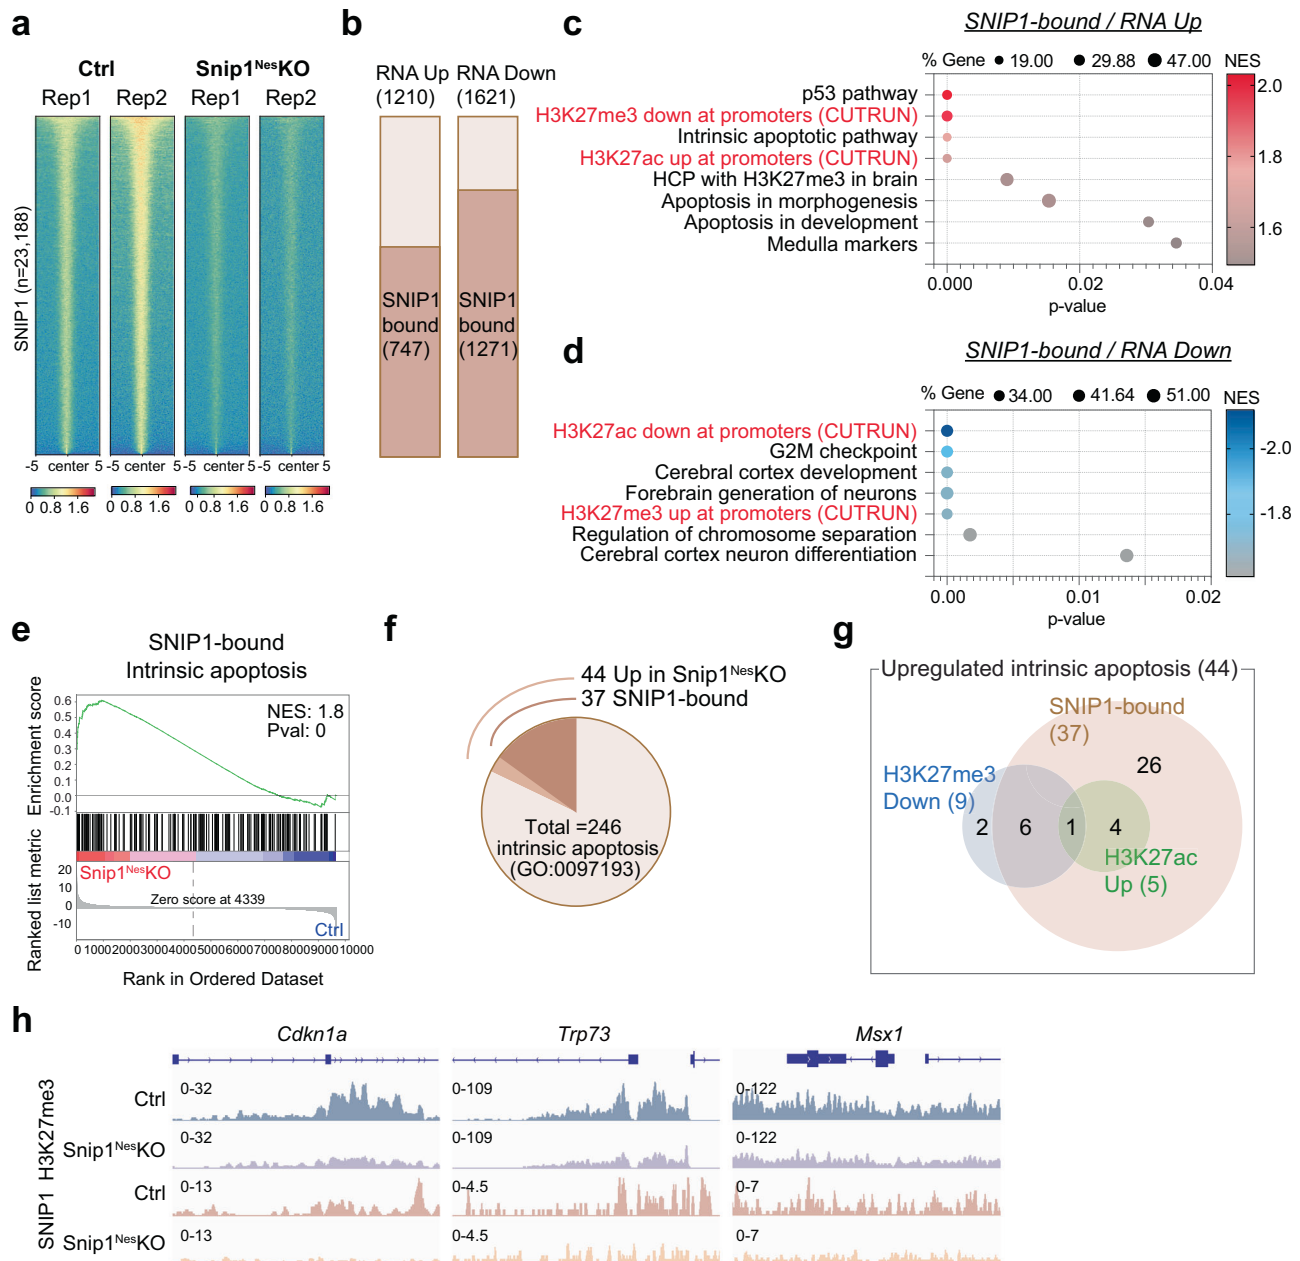 a
Ctrl
Snip1NesKO
Rep1
Rep2
Rep1
Rep2
SNIP1 (n=23,188)
-5 center 5
-5 center 5
-5 center 5
-5 center 5
0 0.8 1.6
0 0.8 1.6
0 0.8 1.6
0 0.8 1.6
b
RNA Up
(1210)
RNA Down
(1621)
SNIP1
bound
(747)
SNIP1
bound
(1271)
c
SNIP1-bound / RNA Up
% Gene 19.00 29.88 47.00
NES
p53 pathway
H3K27me3 down at promoters (CUTRUN)
Intrinsic apoptotic pathway
H3K27ac up at promoters (CUTRUN)
HCP with H3K27me3 in brain
Apoptosis in morphogenesis
Apoptosis in development
Medulla markers
2.0
1.8
1.6
0.000 0.02 0.04
p-value
d
SNIP1-bound / RNA Down
% Gene 34.00 41.64 51.00
NES
H3K27ac down at promoters (CUTRUN)
G2M checkpoint
Cerebral cortex development
Forebrain generation of neurons
H3K27me3 up at promoters (CUTRUN)
Regulation of chromosome separation
Cerebral cortex neuron differentiation
-2.0
-1.8
0.00 0.01 0.02
p-value
e
SNIP1-bound
Intrinsic apoptosis
NES: 1.8
Pval: 0
Enrichment score
0.6
0.5
0.4
0.3
0.2
0.1
0.0
-0.1
Snip1NesKO
Ranked list metric
20
10
0
-10
Zero score at 4339
Ctrl
0 1000 2000 3000 4000 5000 6000 7000 8000 9000 10000
Rank in Ordered Dataset
f
44 Up in Snip1NesKO
37 SNIP1-bound
Total =246
intrinsic apoptosis
(GO:0097193)
g
Upregulated intrinsic apoptosis (44)
SNIP1-bound
(37)
26
H3K27me3
Down (9)
2
6
1
4
H3K27ac
Up (5)
h
Cdkn1a
Trp73
Msx1
H3K27me3
Ctrl
0-32
0-109
0-122
Snip1NesKO
0-32
0-109
0-122
SNIP1
Ctrl
0-13
0-4.5
0-7
Snip1NesKO
0-13
0-4.5
0-7